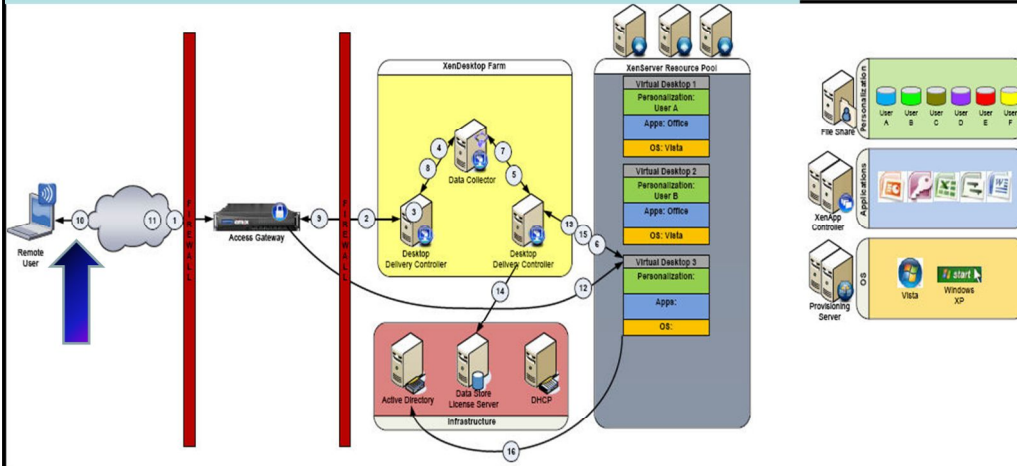 XenDesktop Farm
XenServer Resource Pool
Virtual Desktop 1
Personalization:
User A
Apps: Office
OS: Vista
Virtual Desktop 2
Personalization:
User B
Apps: Office
OS: Vista
Virtual Desktop 3
Personalization:
Apps:
OS:
Data Collector
Desktop
Delivery Controller
Desktop
Delivery Controller
Remote
User
FIREWALL
Access Gateway
FIREWALL
Active Directory
Data Store
License Server
DHCP
Infrastructure
File Share
Personalization
User
A
User
B
User
C
User
D
User
E
User
F
XenApp
Controller
Applications
Provisioning
Server
OS
Vista
start
Windows
XP
10
11
1
9
2
3
8
4
7
5
15
6
12
14
16